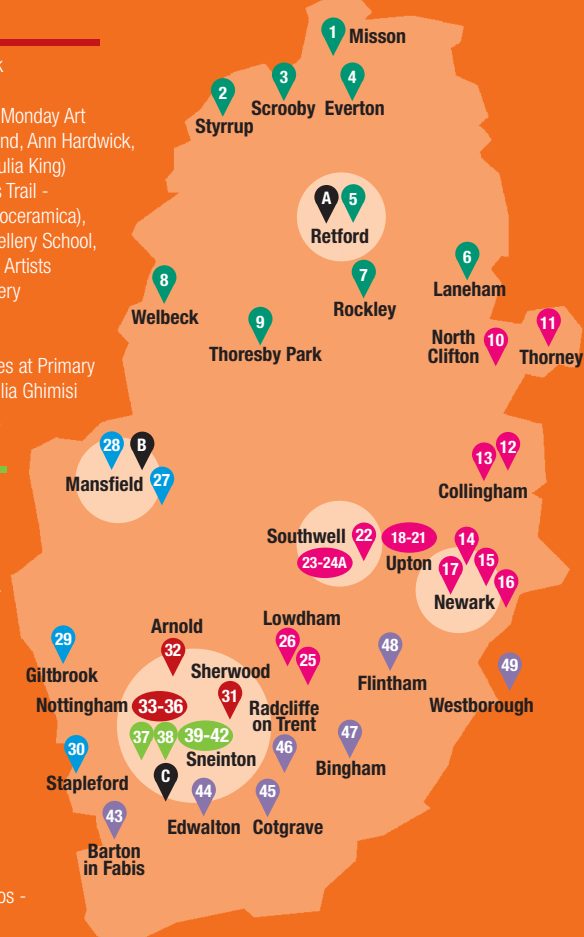 k
Monday Art
nd, Ann Hardwick,
ulia King)
s Trail -
oceramica),
ellery School,
Artists
ery
es at Primary
lia Ghimisi
os -
1
Misson
2
Styrrup
3
Scrooby
4
Everton
A
5
Retford
6
Laneham
7
Rockley
8
Welbeck
9
Thoresby Park
North
Clifton
10
11
Thorney
28
B
Mansfield
27
12
13
Collingham
Southwell
22
23-24A
18-21
Upton
14
15
16
17
Newark
29
Giltbrook
Arnold
32
Lowdham
26
25
48
Flintham
49
Westborough
Sherwood
31
Nottingham
33-36
37
38
39-42
Sneinton
C
Radcliffe
on Trent
46
47
Bingham
30
Stapleford
44
Edwalton
45
Cotgrave
43
Barton
in Fabis